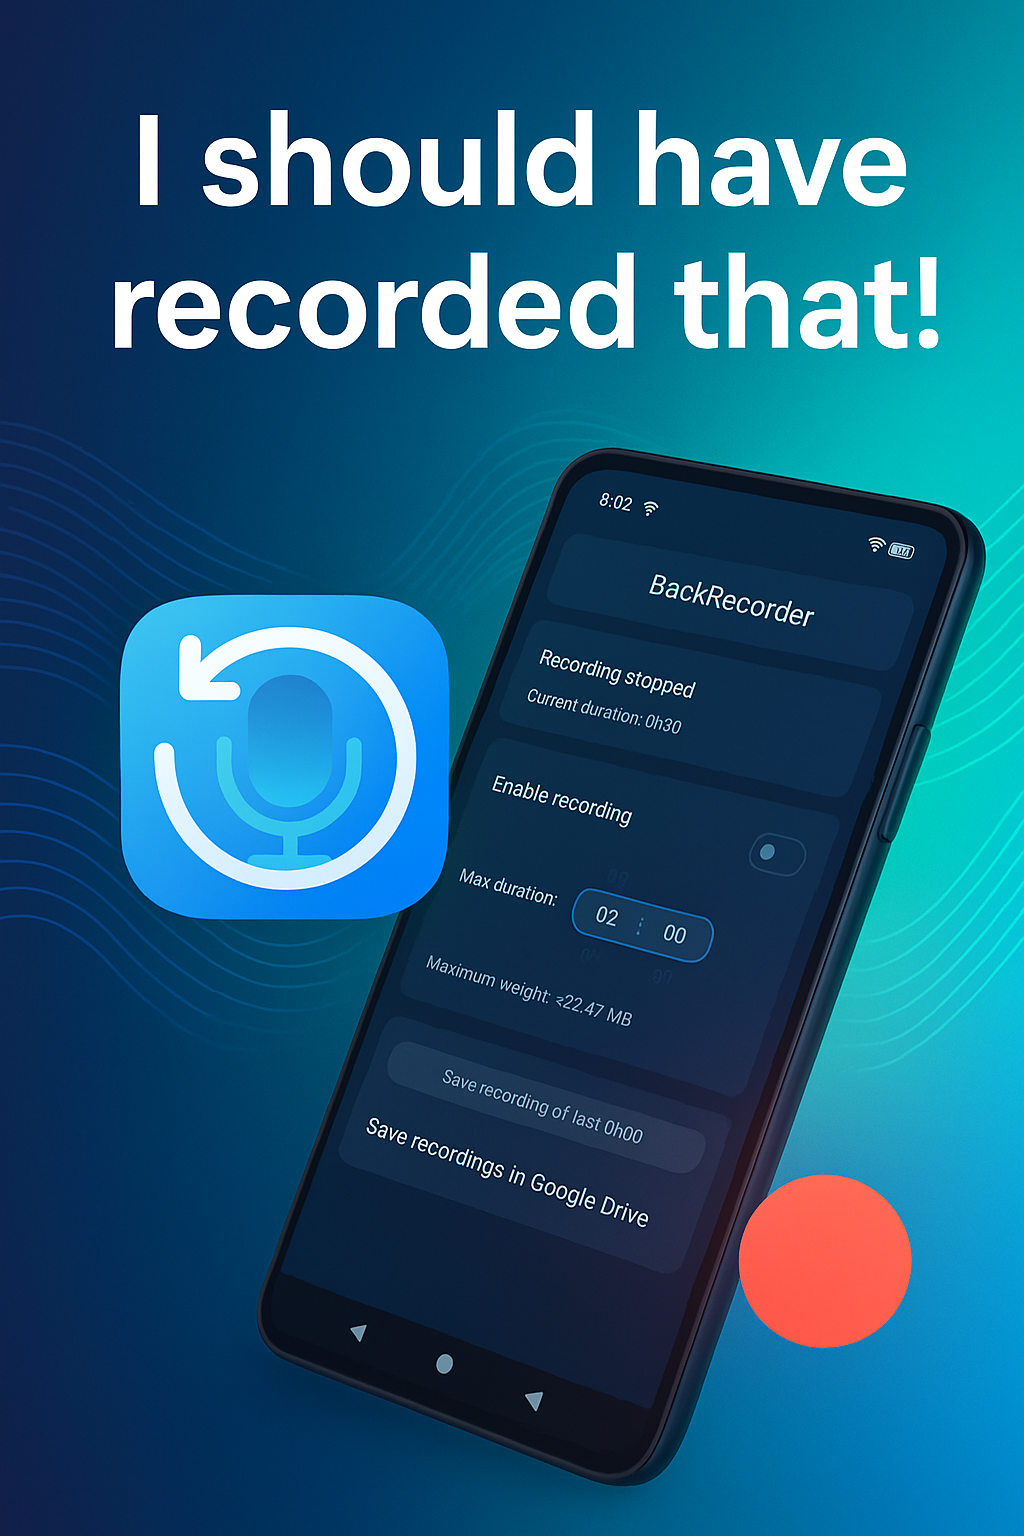 I should have
recorded that!
8:02
BackRecorder
Recording stopped
Current duration: 0h30
Enable recording
Max duration:
02 : 00
Maximum weight: ≈22.47 MB
Save recording of last 0h00
Save recordings in Google Drive